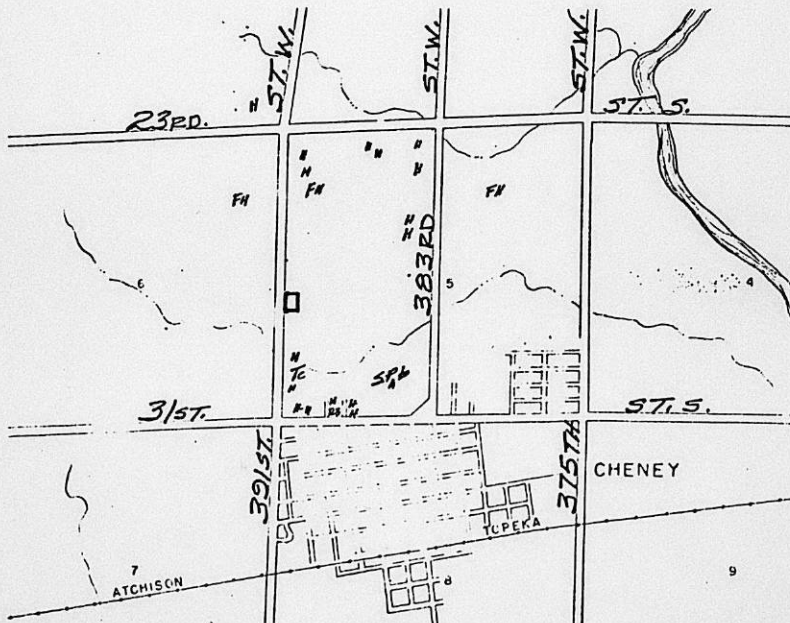 ST. W.
ST. W.
ST. W.
H
23RD.
ST. S.
H
H H
H
H
H
FH
FH
FH
H
H
383RD
6
5
4
H
Tc
H
H H
H
H
H
31ST.
ST. S.
391ST.
375TH
CHENEY
TOPEKA
7
ATCHISON
8
9